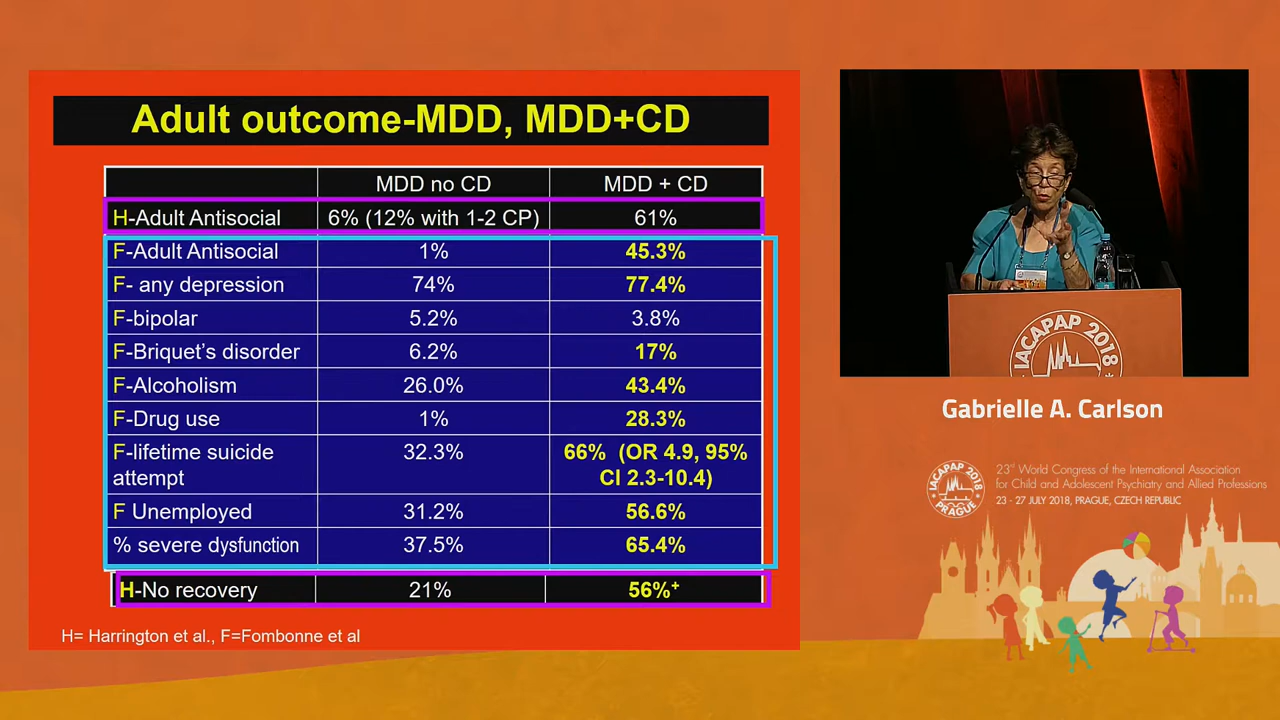 Adult outcome-MDD, MDD+CD
MDD no CD MDD + CD
H-Adult Antisocial 6% (12% with 1-2 CP) 61%
F-Adult Antisocial 1% 45.3%
F- any depression 74% 77.4%
F-bipolar 5.2% 3.8%
F-Briquet's disorder 6.2% 17%
F-Alcoholism 26.0% 43.4%
F-Drug use 1% 28.3%
F-lifetime suicide attempt 32.3% 66% (OR 4.9, 95% CI 2.3-10.4)
F Unemployed 31.2% 56.6%
% severe dysfunction 37.5% 65.4%
H-No recovery 21% 56%⁺
H= Harrington et al., F=Fombonne et al
IACAPAP 2018
Gabrielle A. Carlson
IACAPAP 2018
PRAGUE
23rd World Congress of the International Association
for Child and Adolescent Psychiatry and Allied Professions
23 - 27 JULY 2018, PRAGUE, CZECH REPUBLIC